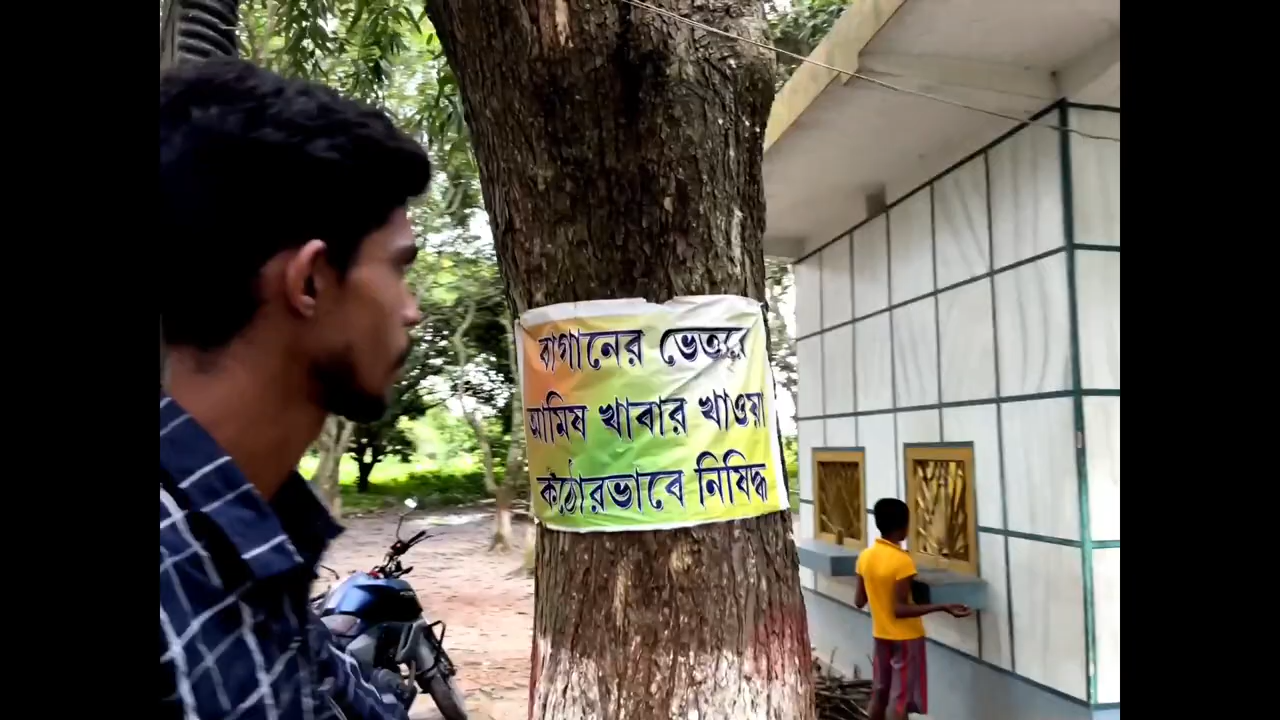 বাগানের ভেতরে
আমিষ খাবার খাওয়া
কঠোরভাবে নিষিদ্ধ